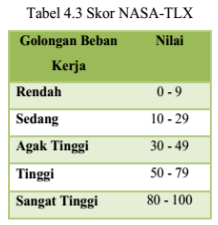 Tabel 4.3 Skor NASA-TLX
Golongan Beban Kerja Nilai
Rendah 0 - 9
Sedang 10 - 29
Agak Tinggi 30 - 49
Tinggi 50 - 79
Sangat Tinggi 80 - 100